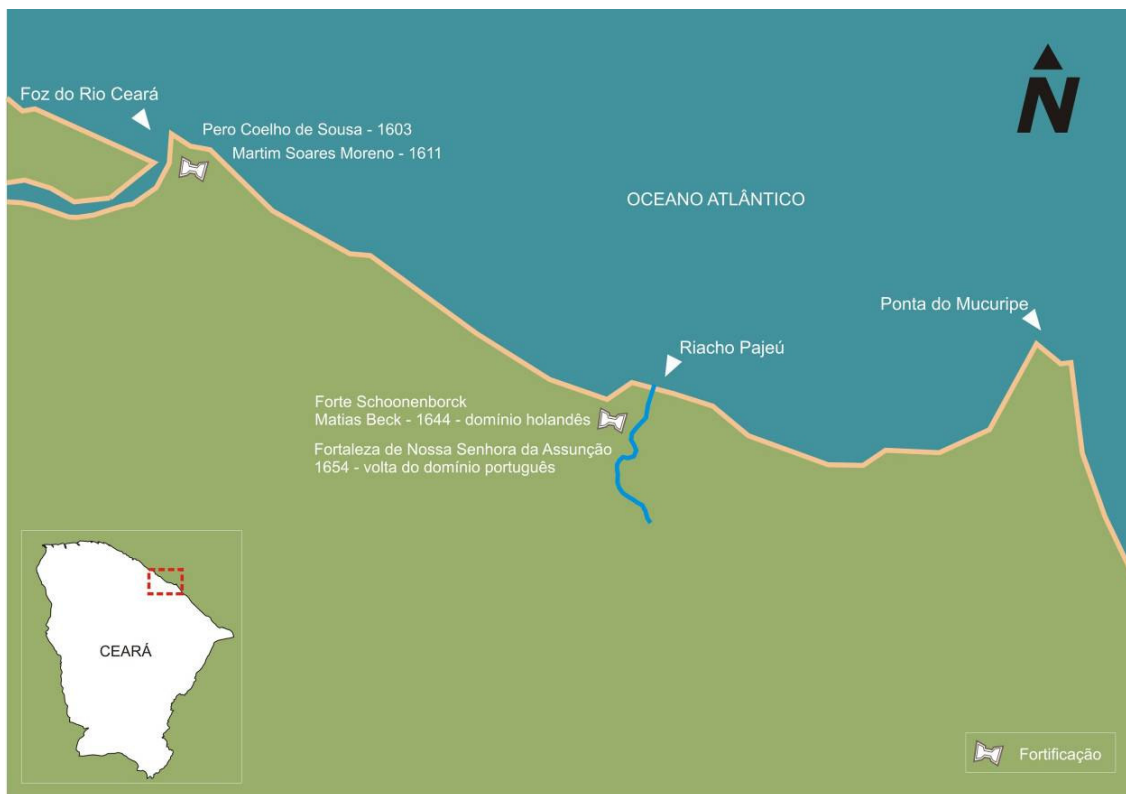 N
Foz do Rio Ceará
Pero Coelho de Sousa - 1603
Martim Soares Moreno - 1611
OCEANO ATLÂNTICO
Ponta do Mucuripe
Riacho Pajeú
Forte Schoonenborck
Matias Beck - 1644 - domínio holandês
Fortaleza de Nossa Senhora da Assunção
1654 - volta do domínio português
CEARÁ
Fortificação